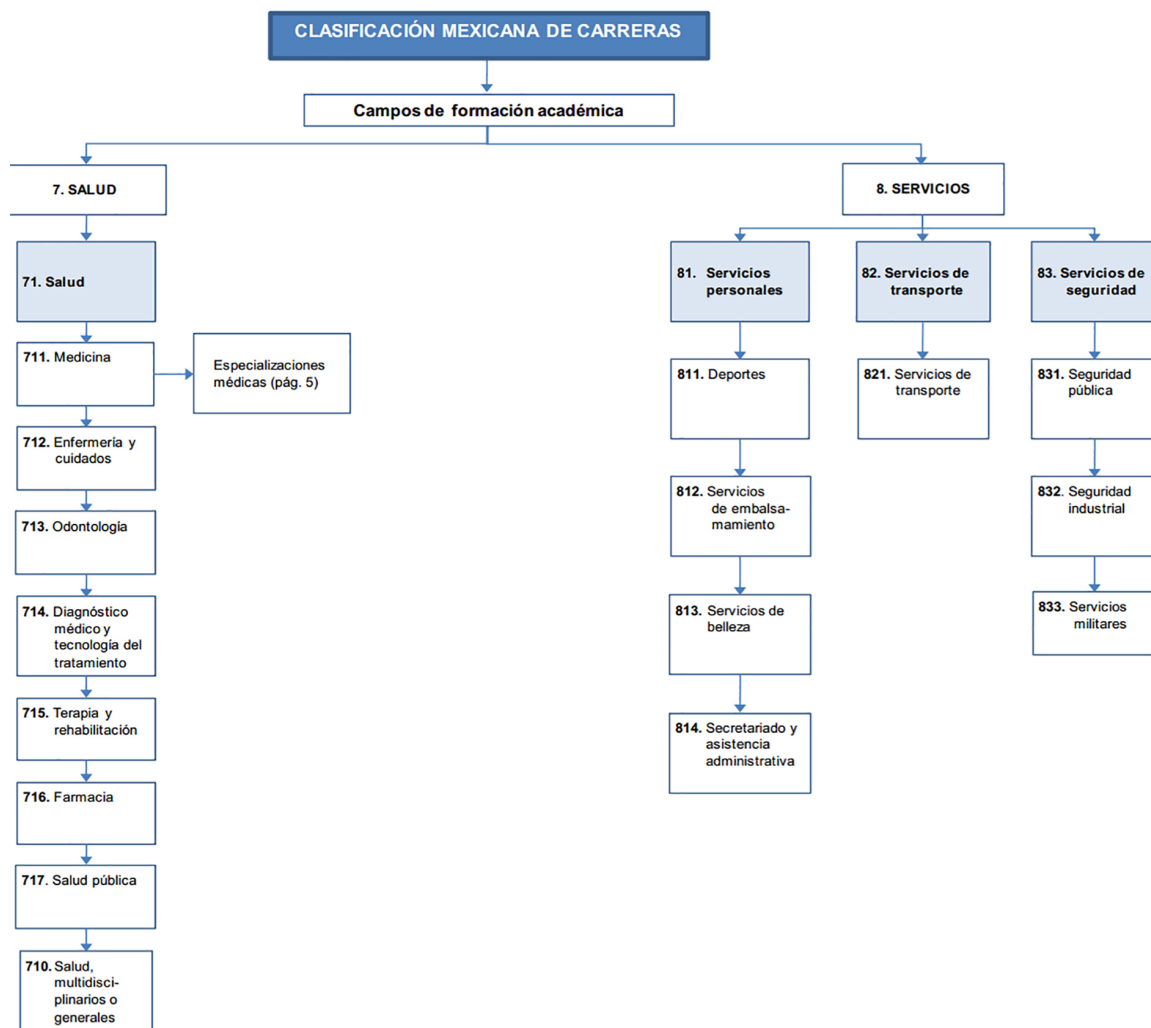 CLASIFICACIÓN MEXICANA DE CARRERAS
Campos de formación académica
7. SALUD
71. Salud
711. Medicina
Especializaciones
médicas (pág. 5)
712. Enfermería y
cuidados
713. Odontología
714. Diagnóstico
médico y
tecnología del
tratamiento
715. Terapia y
rehabilitación
716. Farmacia
717. Salud pública
710. Salud,
multidisci-
plinarios o
generales
8. SERVICIOS
81. Servicios
personales
811. Deportes
812. Servicios
de embalsa-
mamiento
813. Servicios de
belleza
814. Secretariado y
asistencia
administrativa
82. Servicios de
transporte
821. Servicios de
transporte
83. Servicios de
seguridad
831. Seguridad
pública
832. Seguridad
industrial
833. Servicios
militares